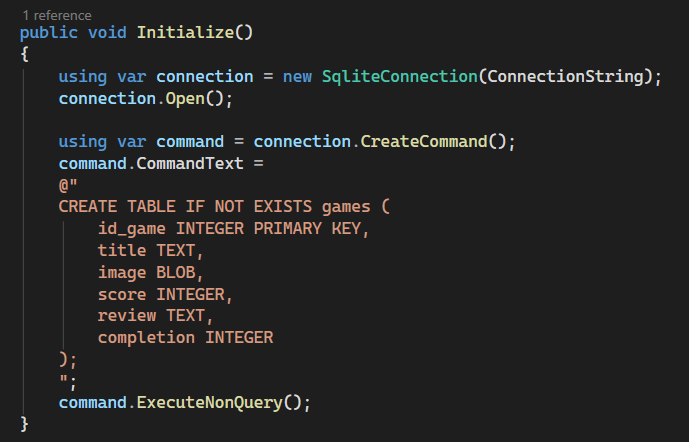 1 reference
public void Initialize()
{
    using var connection = new SqliteConnection(ConnectionString);
    connection.Open();

    using var command = connection.CreateCommand();
    command.CommandText =
    @"
    CREATE TABLE IF NOT EXISTS games (
        id_game INTEGER PRIMARY KEY,
        title TEXT,
        image BLOB,
        score INTEGER,
        review TEXT,
        completion INTEGER
    );
    ";
    command.ExecuteNonQuery();
}